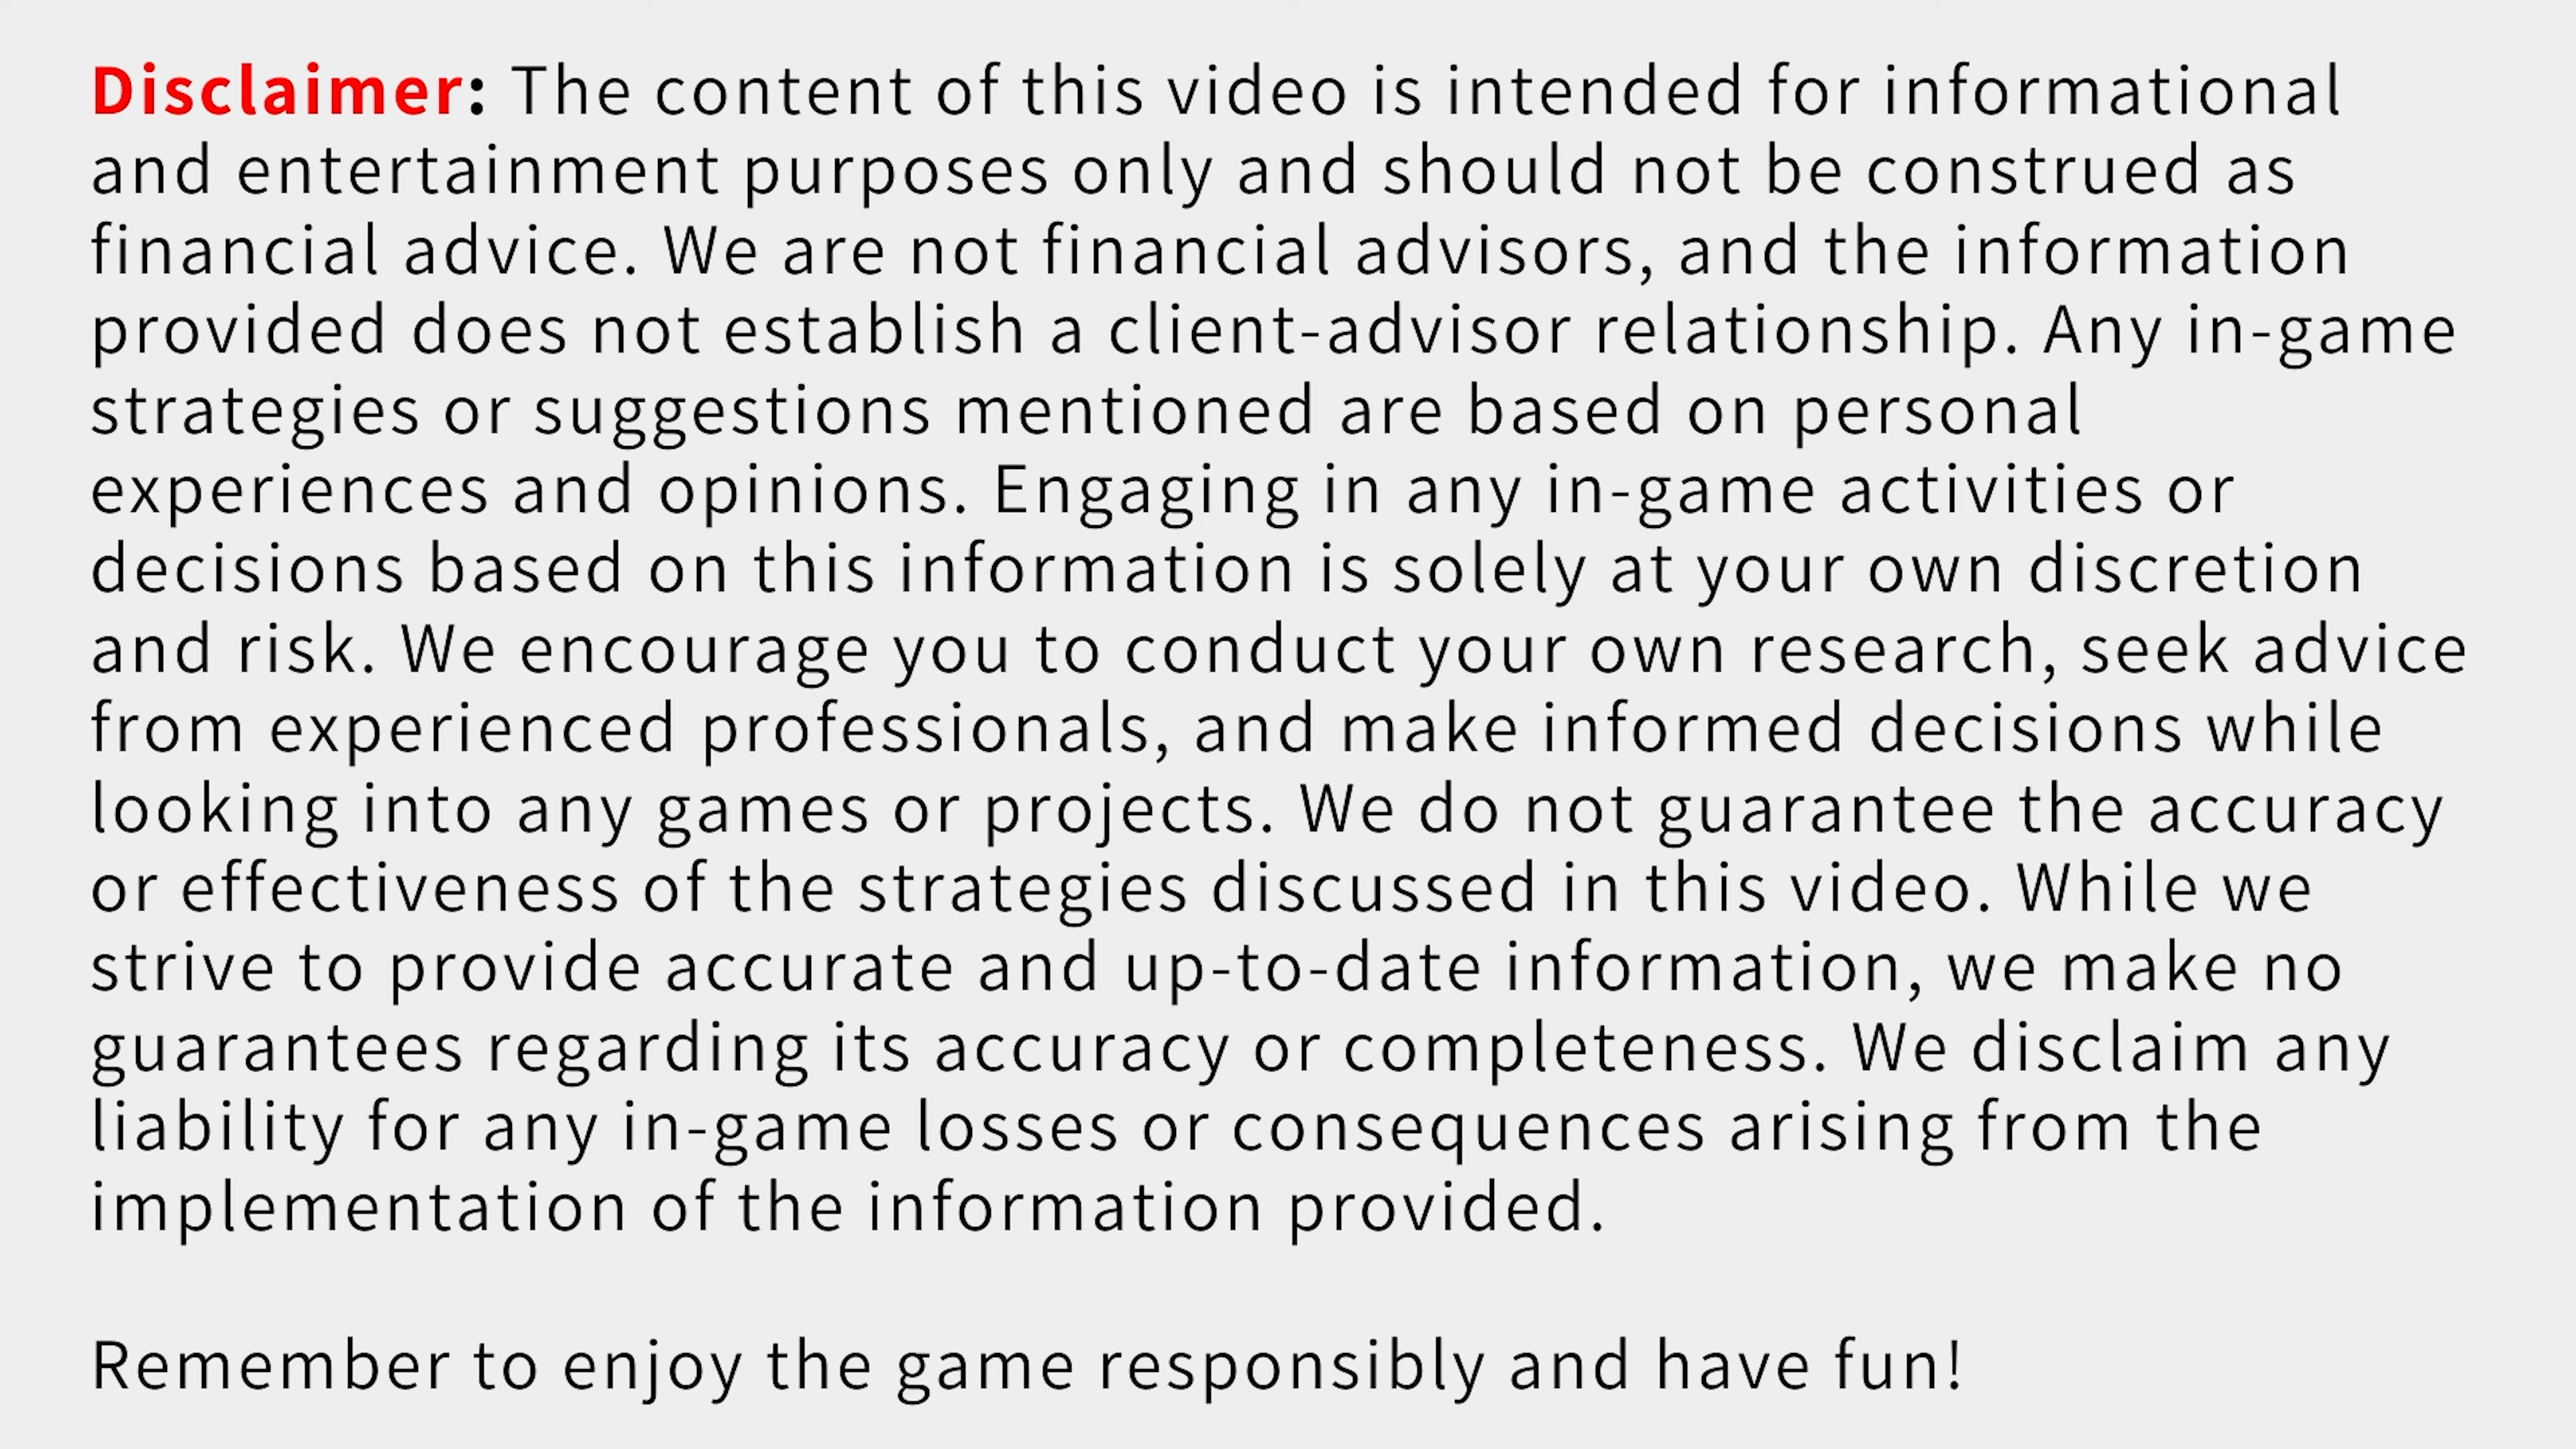 Disclaimer: The content of this video is intended for informational
and entertainment purposes only and should not be construed as
financial advice. We are not financial advisors, and the information
provided does not establish a client-advisor relationship. Any in-game
strategies or suggestions mentioned are based on personal
experiences and opinions. Engaging in any in-game activities or
decisions based on this information is solely at your own discretion
and risk. We encourage you to conduct your own research, seek advice
from experienced professionals, and make informed decisions while
looking into any games or projects. We do not guarantee the accuracy
or effectiveness of the strategies discussed in this video. While we
strive to provide accurate and up-to-date information, we make no
guarantees regarding its accuracy or completeness. We disclaim any
liability for any in-game losses or consequences arising from the
implementation of the information provided.
Remember to enjoy the game responsibly and have fun!